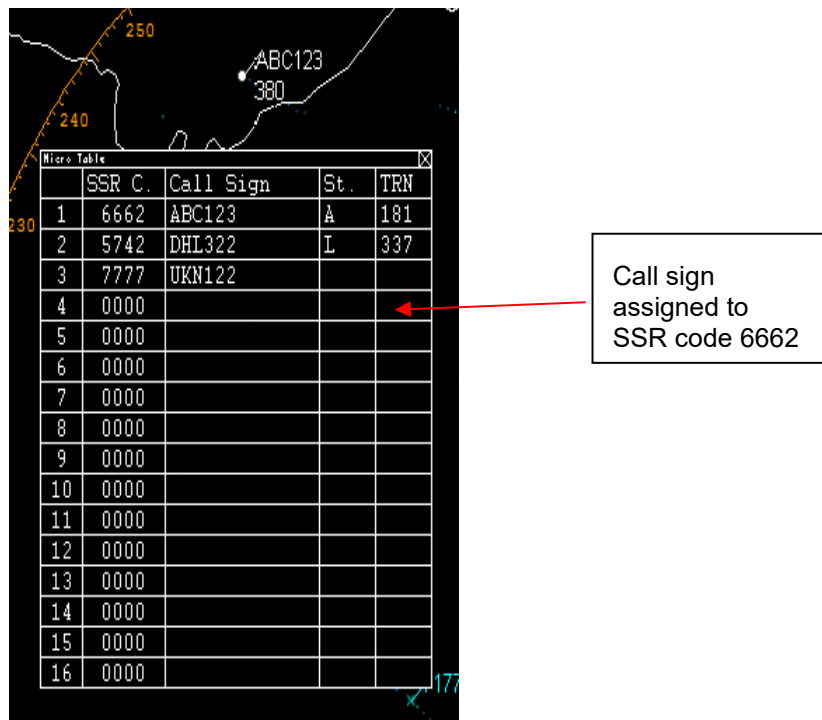 250
ABC123
380
240
230
Micro Table
SSR C. Call Sign St. TRN
1 6662 ABC123 A 181
2 5742 DHL322 L 337
3 7777 UKN122
4 0000
5 0000
6 0000
7 0000
8 0000
9 0000
10 0000
11 0000
12 0000
13 0000
14 0000
15 0000
16 0000
177
Call sign
assigned to
SSR code 6662